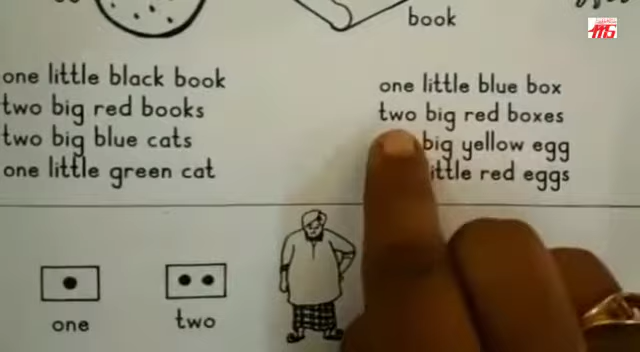 book
one little black book
two big red books
two big blue cats
one little green cat
one little blue box
two big red boxes
big yellow egg
little red eggs
one
two